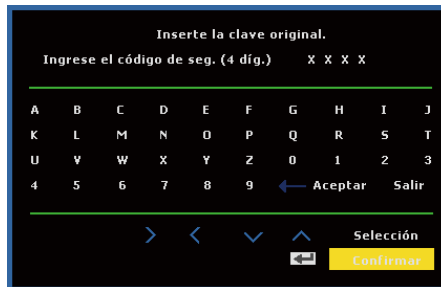 Inserte la clave original.
Ingrese el código de seg. (4 díg.) X X X X
A B C D E F G H I J
K L M N O P Q R S T
U V W X Y Z 0 1 2 3
4 5 6 7 8 9 ← Aceptar Salir
Selección
Confirmar